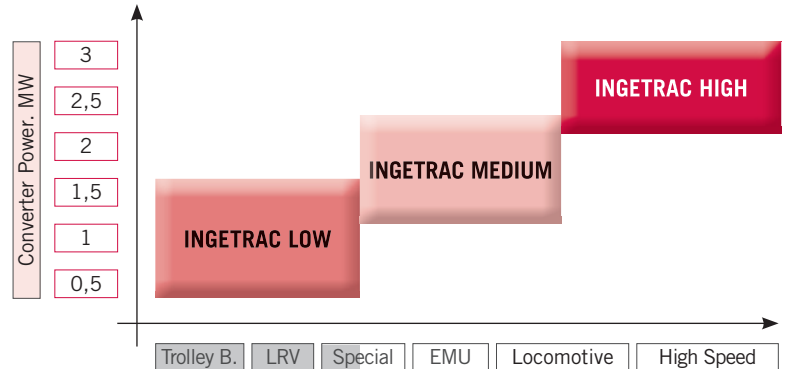 Converter Power. MW
3
2,5
2
1,5
1
0,5
INGETRAC HIGH
INGETRAC MEDIUM
INGETRAC LOW
Trolley B. LRV Special EMU Locomotive High Speed